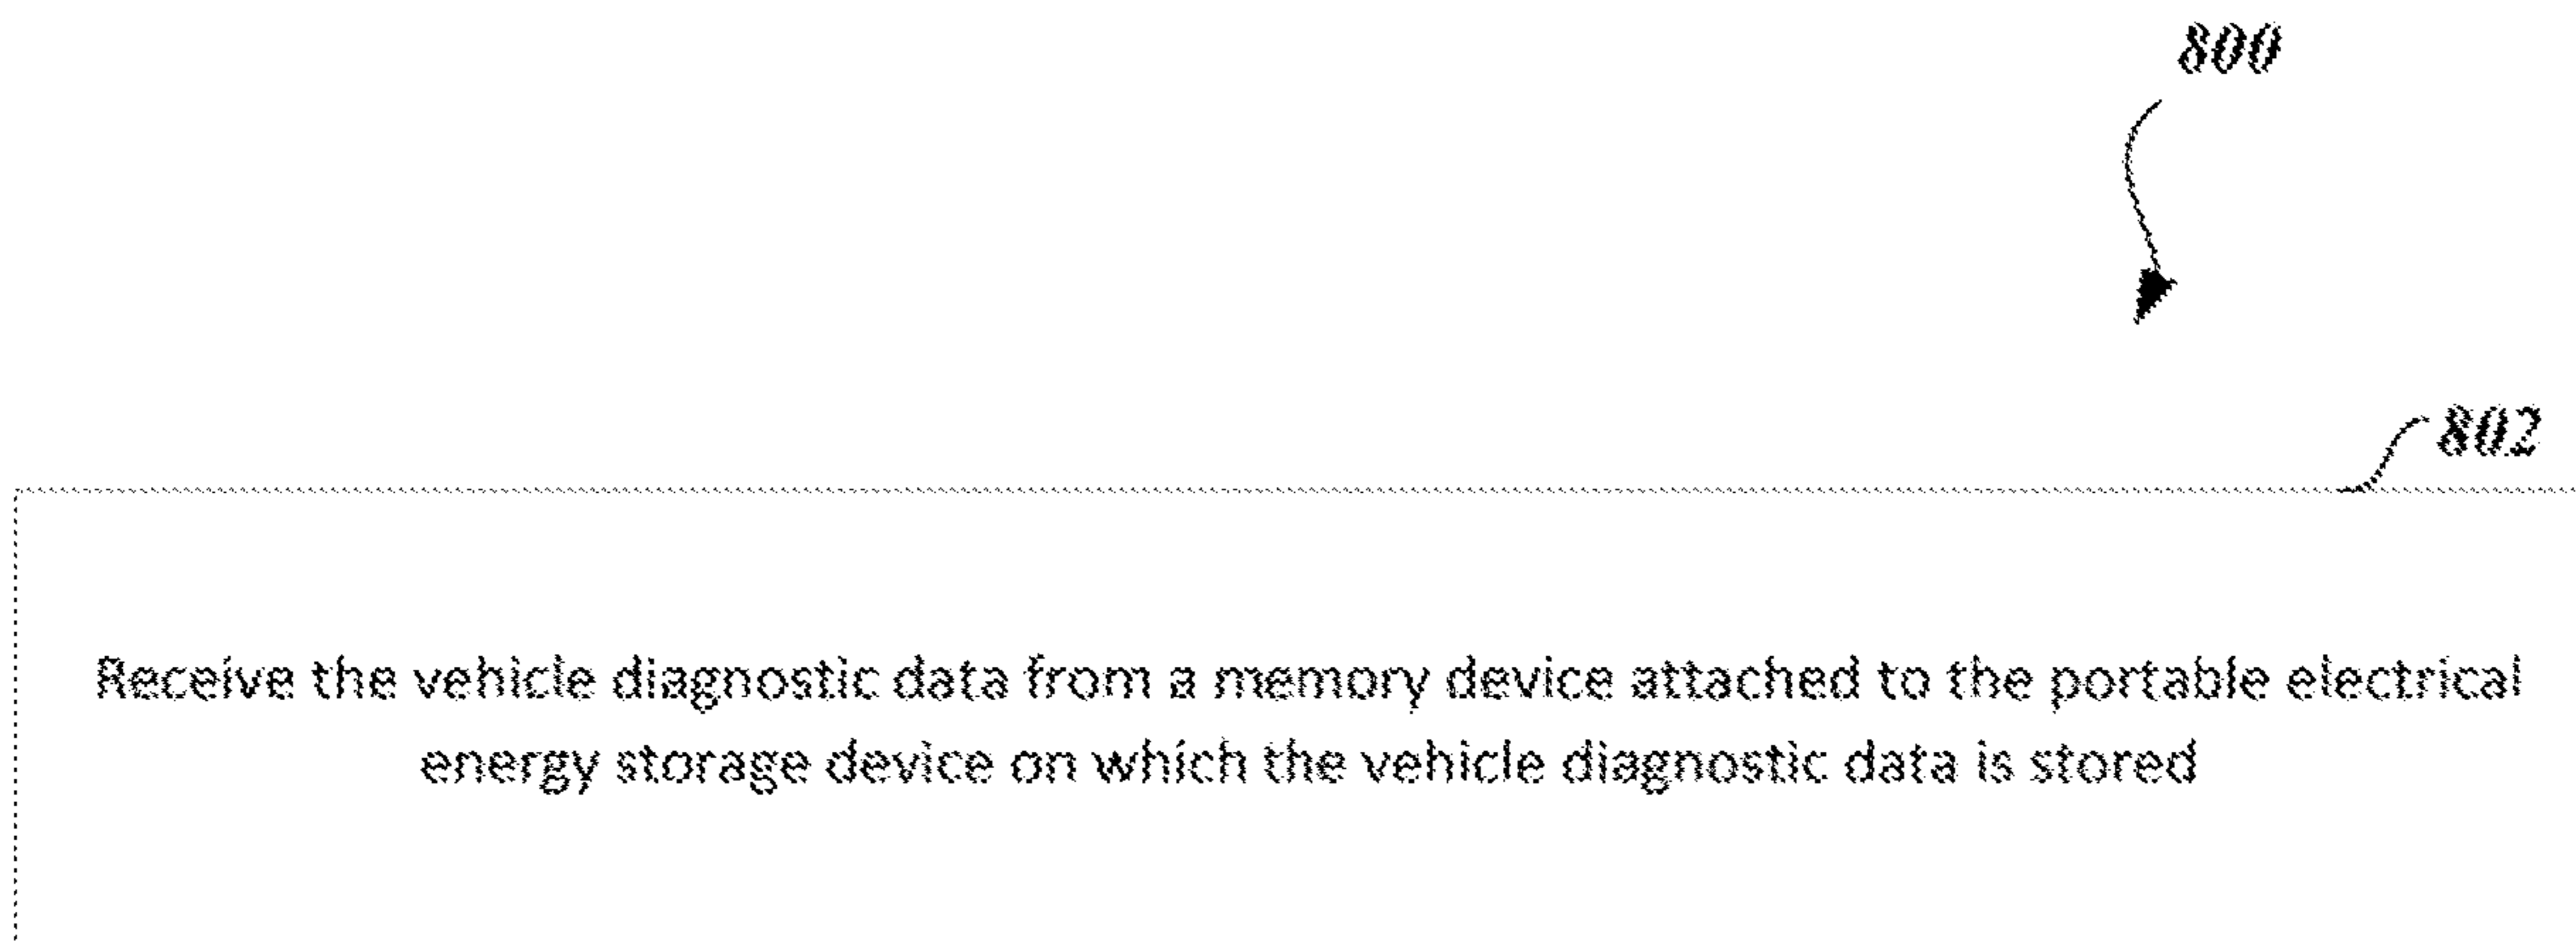 800
802
Receive the vehicle diagnostic data from a memory device attached to the portable electrical
energy storage device on which the vehicle diagnostic data is stored